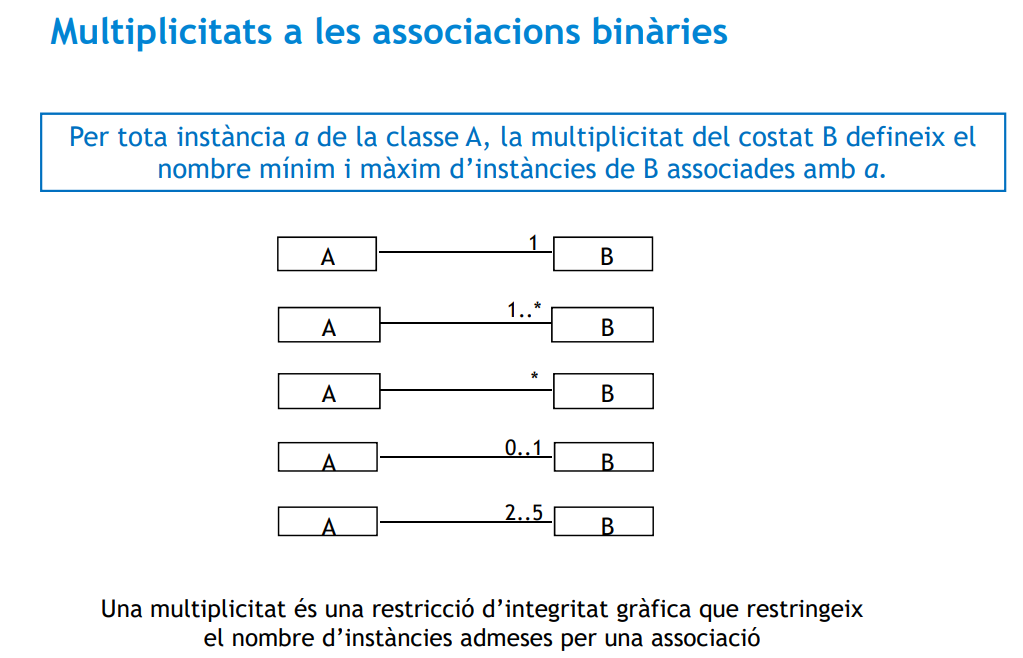 Multiplicitats a les associacions binàries
Per tota instància a de la classe A, la multiplicitat del costat B defineix el
nombre mínim i màxim d’instàncies de B associades amb a.
A 1 B
A 1..* B
A * B
A 0..1 B
A 2..5 B
Una multiplicitat és una restricció d’integritat gràfica que restringeix
el nombre d’instàncies admeses per una associació